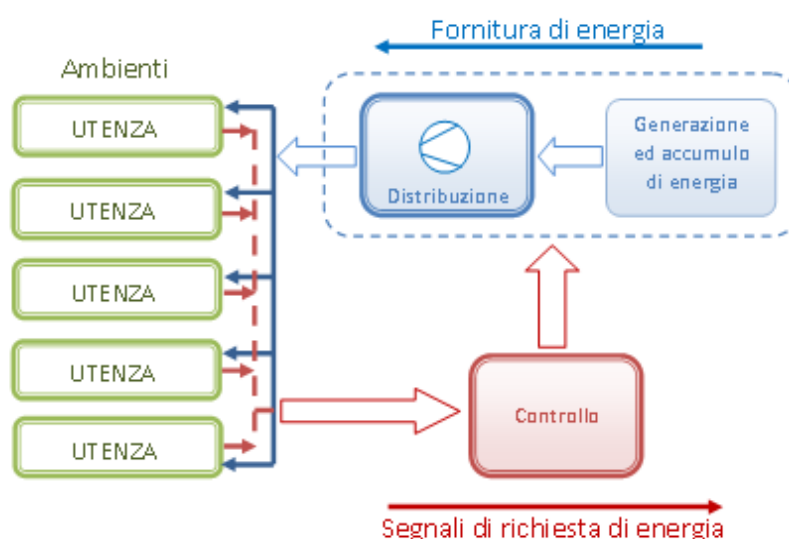 Fornitura di energia
Ambienti
UTENZA
UTENZA
UTENZA
UTENZA
UTENZA
Distribuzione
Generazione
ed accumulo
di energia
Controllo
Segnali di richiesta di energia